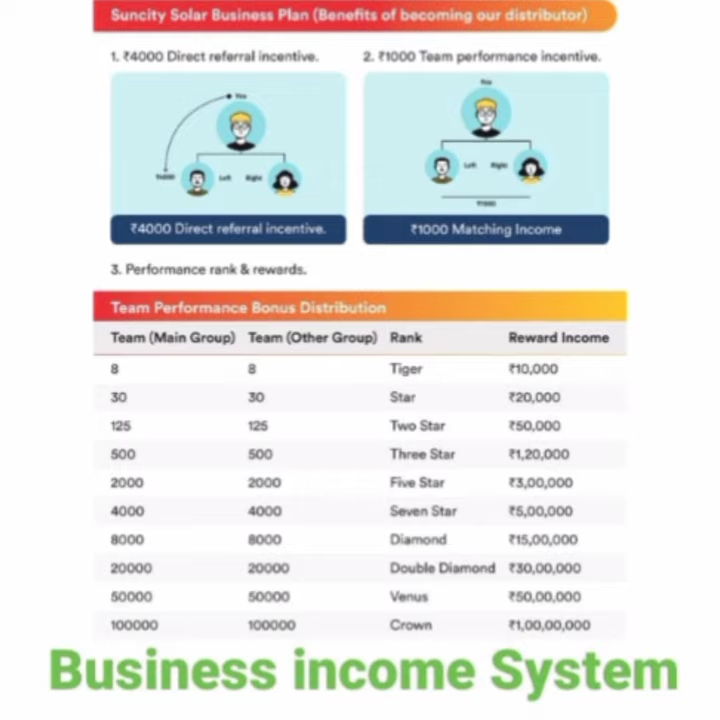 Suncity Solar Business Plan (Benefits of becoming our distributor)
1. ₹4000 Direct referral incentive. 2. ₹1000 Team performance incentive.
You
Left Right
₹4000
₹4000 Direct referral incentive.
You
Left Right
₹1000
₹1000 Matching Income
3. Performance rank & rewards.
Team Performance Bonus Distribution
Team (Main Group) Team (Other Group) Rank Reward Income
8 8 Tiger ₹10,000
30 30 Star ₹20,000
125 125 Two Star ₹50,000
500 500 Three Star ₹1,20,000
2000 2000 Five Star ₹3,00,000
4000 4000 Seven Star ₹5,00,000
8000 8000 Diamond ₹15,00,000
20000 20000 Double Diamond ₹30,00,000
50000 50000 Venus ₹50,00,000
100000 100000 Crown ₹1,00,00,000
Business income System